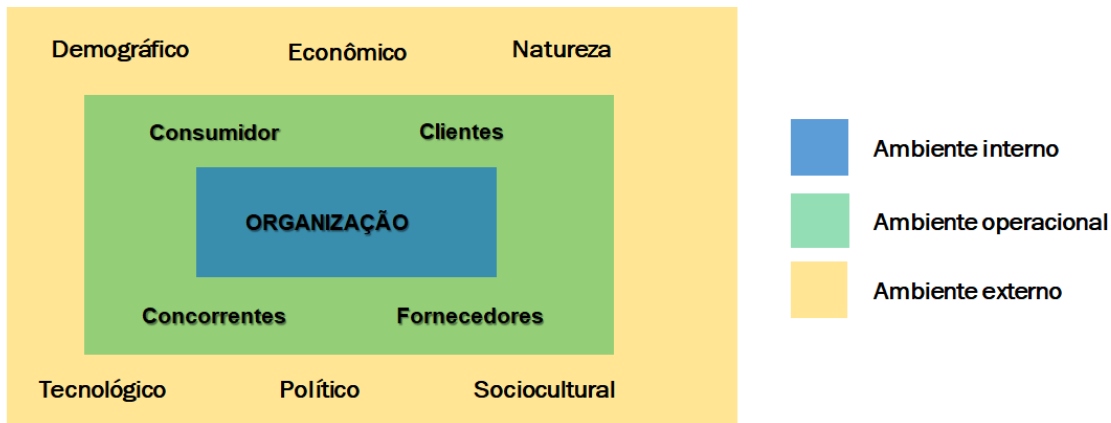 Demográfico
Econômico
Natureza
Consumidor
Clientes
ORGANIZAÇÃO
Concorrentes
Fornecedores
Tecnológico
Político
Sociocultural
Ambiente interno
Ambiente operacional
Ambiente externo